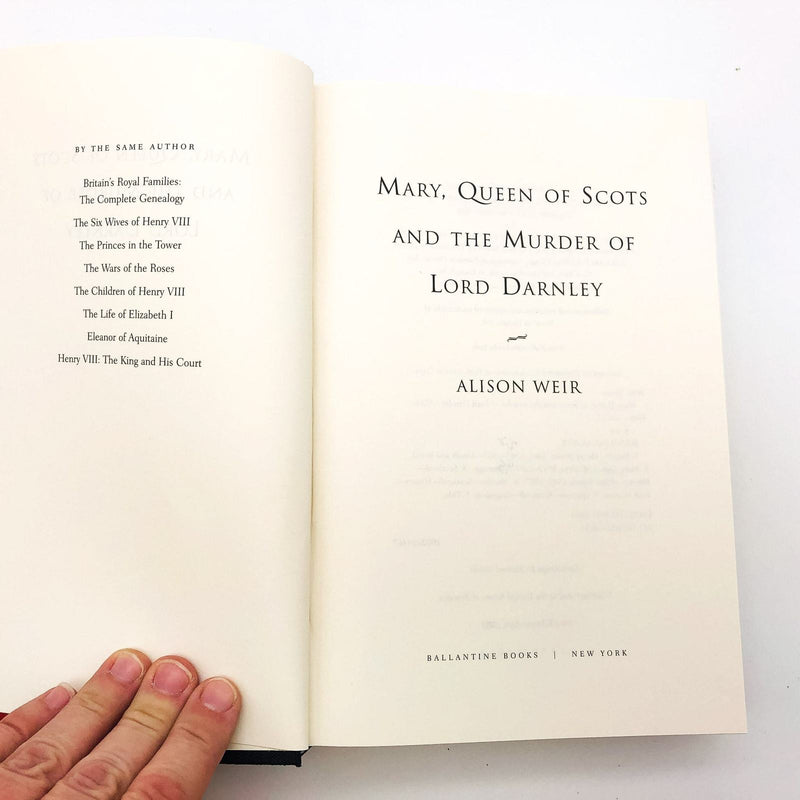 BY THE SAME AUTHOR
Britain's Royal Families:
The Complete Genealogy
The Six Wives of Henry VIII
The Princes in the Tower
The Wars of the Roses
The Children of Henry VIII
The Life of Elizabeth I
Eleanor of Aquitaine
Henry VIII: The King and His Court
MARY, QUEEN OF SCOTS
AND THE MURDER OF
LORD DARNLEY
ALISON WEIR
BALLANTINE BOOKS | NEW YORK